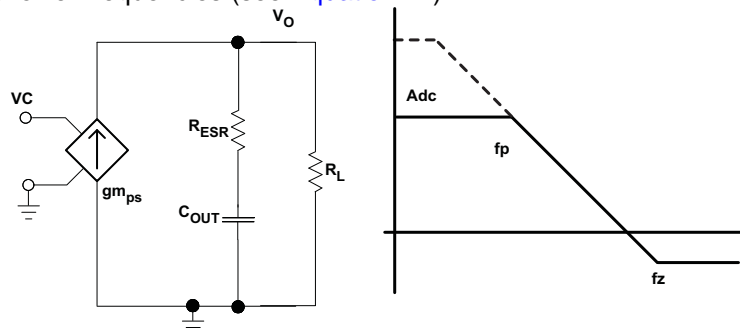 V_O
VC
gm_ps
R_ESR
C_OUT
R_L
Adc
fp
fz